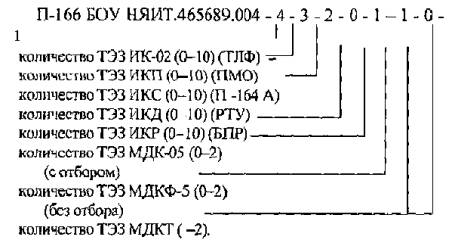 П-166 БОУ НЯИТ.465689.004 - 4 - 3 - 2 - 0 - 1 - 1 - 0 -
1
количество ТЭЗ ИК-02 (0-10) (ТЛФ)
количество ТЭЗ ИКП (0-10) (ПМО)
количество ТЭЗ ИКС (0-10) (П -164 А)
количество ТЭЗ ИКД (0 -10) (РТУ)
количество ТЭЗ ИКР (0-10) (БПР)
количество ТЭЗ МДК-05 (0-2)
(с отбором)
количество ТЭЗ МДКФ-5 (0-2)
(без отбора)
количество ТЭЗ МДКТ ( -2).